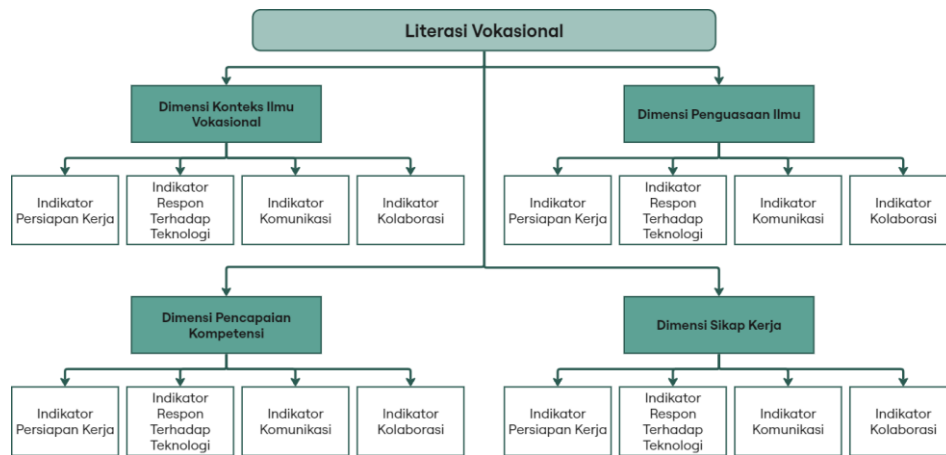 Literasi Vokasional
Dimensi Konteks Ilmu
Vokasional
Dimensi Penguasaan Ilmu
Indikator
Persiapan Kerja
Indikator
Respon
Terhadap
Teknologi
Indikator
Komunikasi
Indikator
Kolaborasi
Indikator
Persiapan Kerja
Indikator
Respon
Terhadap
Teknologi
Indikator
Komunikasi
Indikator
Kolaborasi
Dimensi Pencapaian
Kompetensi
Dimensi Sikap Kerja
Indikator
Persiapan Kerja
Indikator
Respon
Terhadap
Teknologi
Indikator
Komunikasi
Indikator
Kolaborasi
Indikator
Persiapan Kerja
Indikator
Respon
Terhadap
Teknologi
Indikator
Komunikasi
Indikator
Kolaborasi